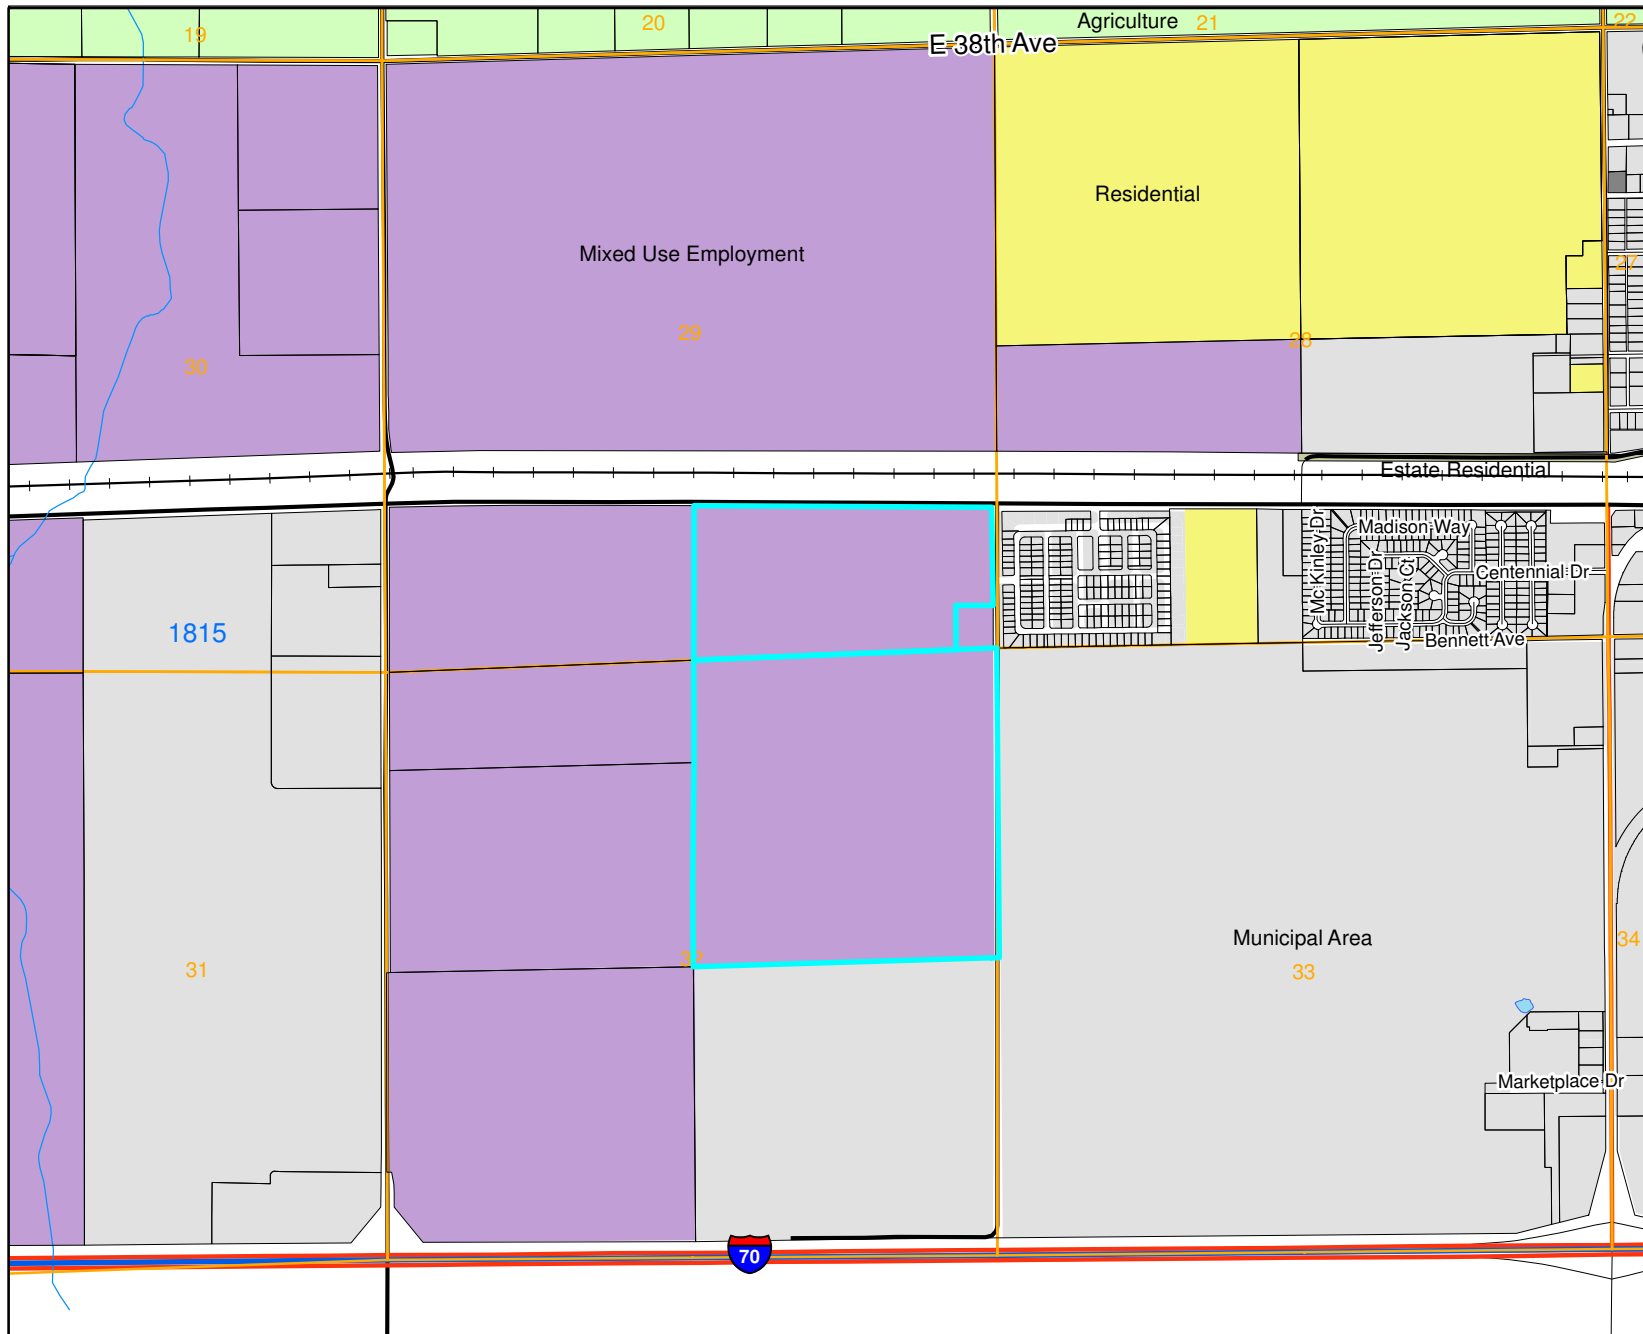 19
20
Agriculture
21
22
E 38th Ave
Residential
Mixed Use Employment
27
29
28
30
Estate Residential
McKinley Dr
Madison Way
Jefferson Dr
Jackson Ct
Centennial Dr
Bennett Ave
1815
Municipal Area
34
31
32
33
Marketplace Dr
70